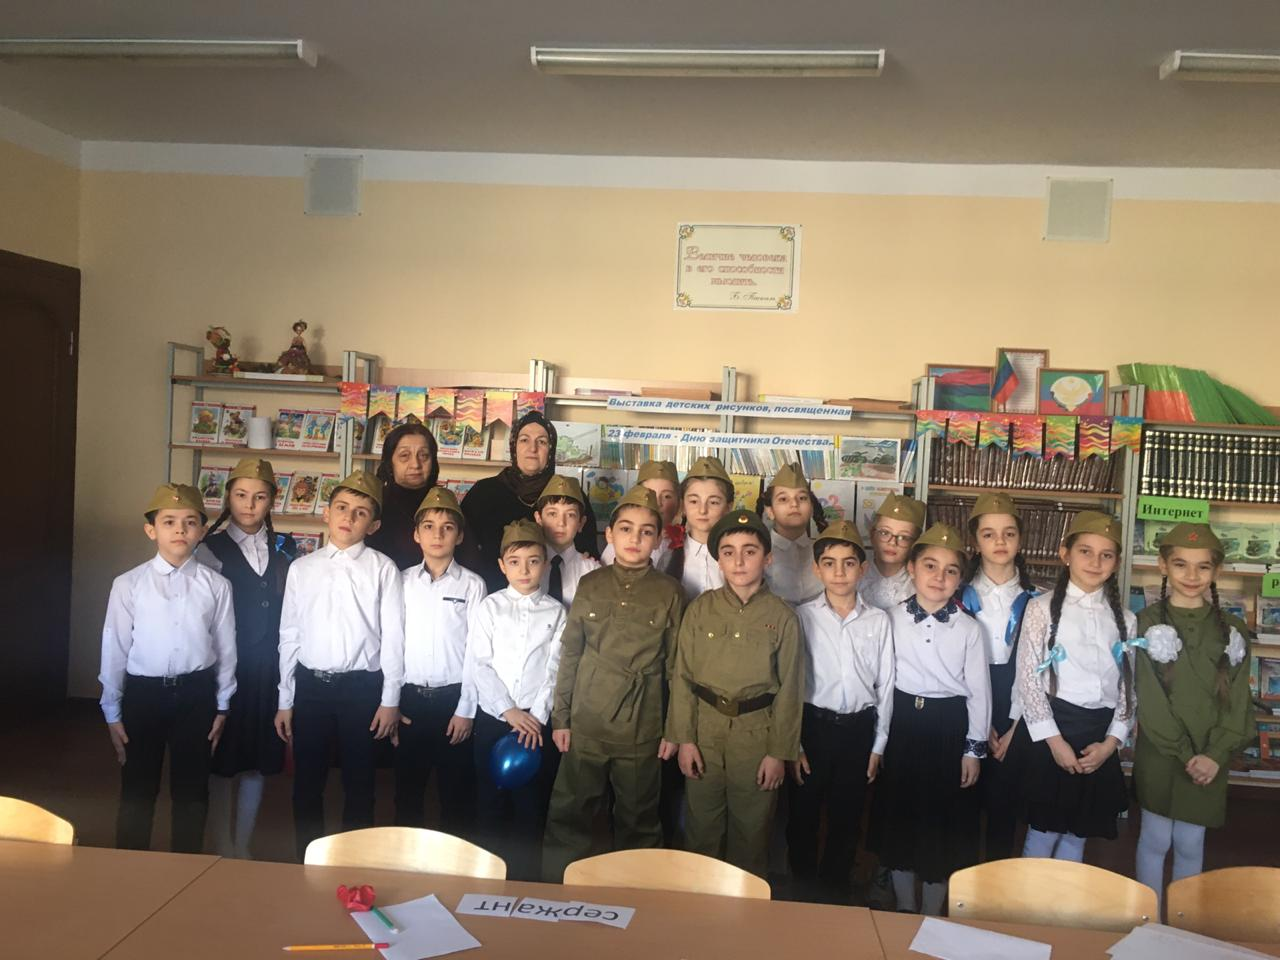 Величие человека
в его способности
мыслить.
Б. Паскаль
Выставка детских рисунков, посвященная
23 февраля - Дню защитника Отечества
Интернет
сержант